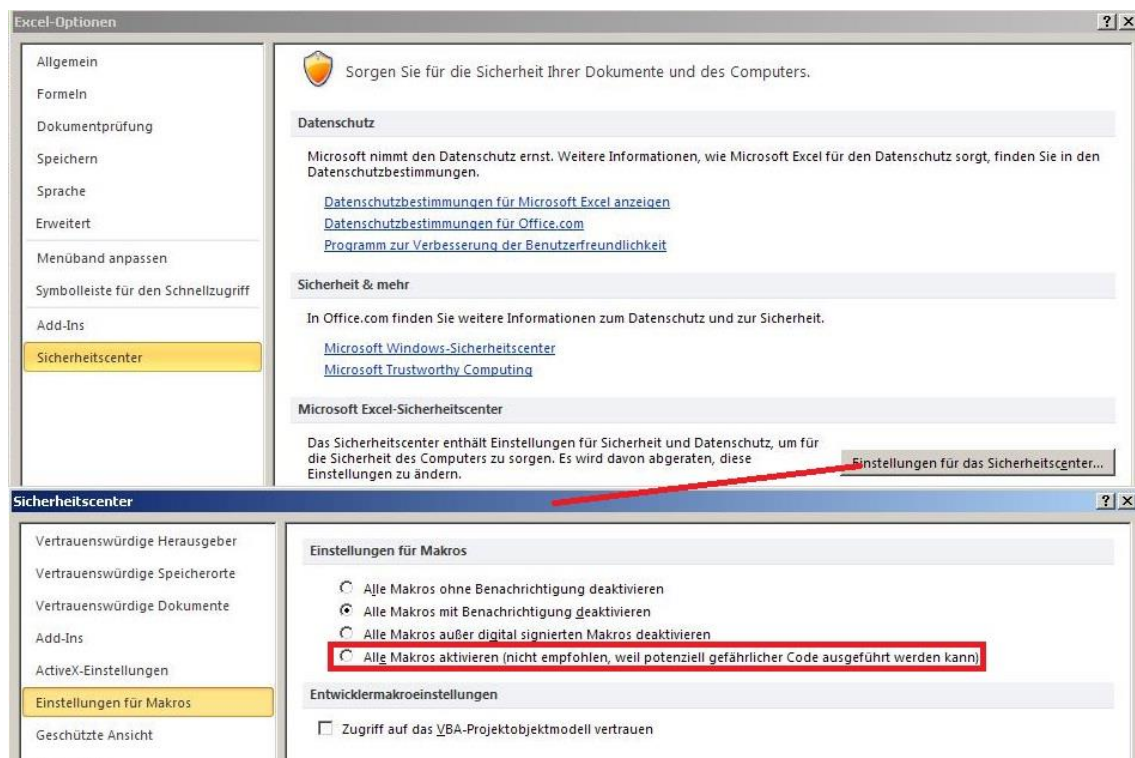 Excel-Optionen
Allgemein
Formeln
Dokumentprüfung
Speichern
Sprache
Erweitert
Menüband anpassen
Symbolleiste für den Schnellzugriff
Add-Ins
Sicherheitscenter
Sorgen Sie für die Sicherheit Ihrer Dokumente und des Computers.
Datenschutz
Microsoft nimmt den Datenschutz ernst. Weitere Informationen, wie Microsoft Excel für den Datenschutz sorgt, finden Sie in den
Datenschutzbestimmungen.
Datenschutzbestimmungen für Microsoft Excel anzeigen
Datenschutzbestimmungen für Office.com
Programm zur Verbesserung der Benutzerfreundlichkeit
Sicherheit & mehr
In Office.com finden Sie weitere Informationen zum Datenschutz und zur Sicherheit.
Microsoft Windows-Sicherheitscenter
Microsoft Trustworthy Computing
Microsoft Excel-Sicherheitscenter
Das Sicherheitscenter enthält Einstellungen für Sicherheit und Datenschutz, um für
die Sicherheit des Computers zu sorgen. Es wird davon abgeraten, diese
Einstellungen zu ändern.
Einstellungen für das Sicherheitscenter...
Sicherheitscenter
Vertrauenswürdige Herausgeber
Vertrauenswürdige Speicherorte
Vertrauenswürdige Dokumente
Add-Ins
ActiveX-Einstellungen
Einstellungen für Makros
Geschützte Ansicht
Einstellungen für Makros
Alle Makros ohne Benachrichtigung deaktivieren
Alle Makros mit Benachrichtigung deaktivieren
Alle Makros außer digital signierten Makros deaktivieren
Alle Makros aktivieren (nicht empfohlen, weil potenziell gefährlicher Code ausgeführt werden kann)
Entwicklermakroeinstellungen
Zugriff auf das VBA-Projektobjektmodell vertrauen